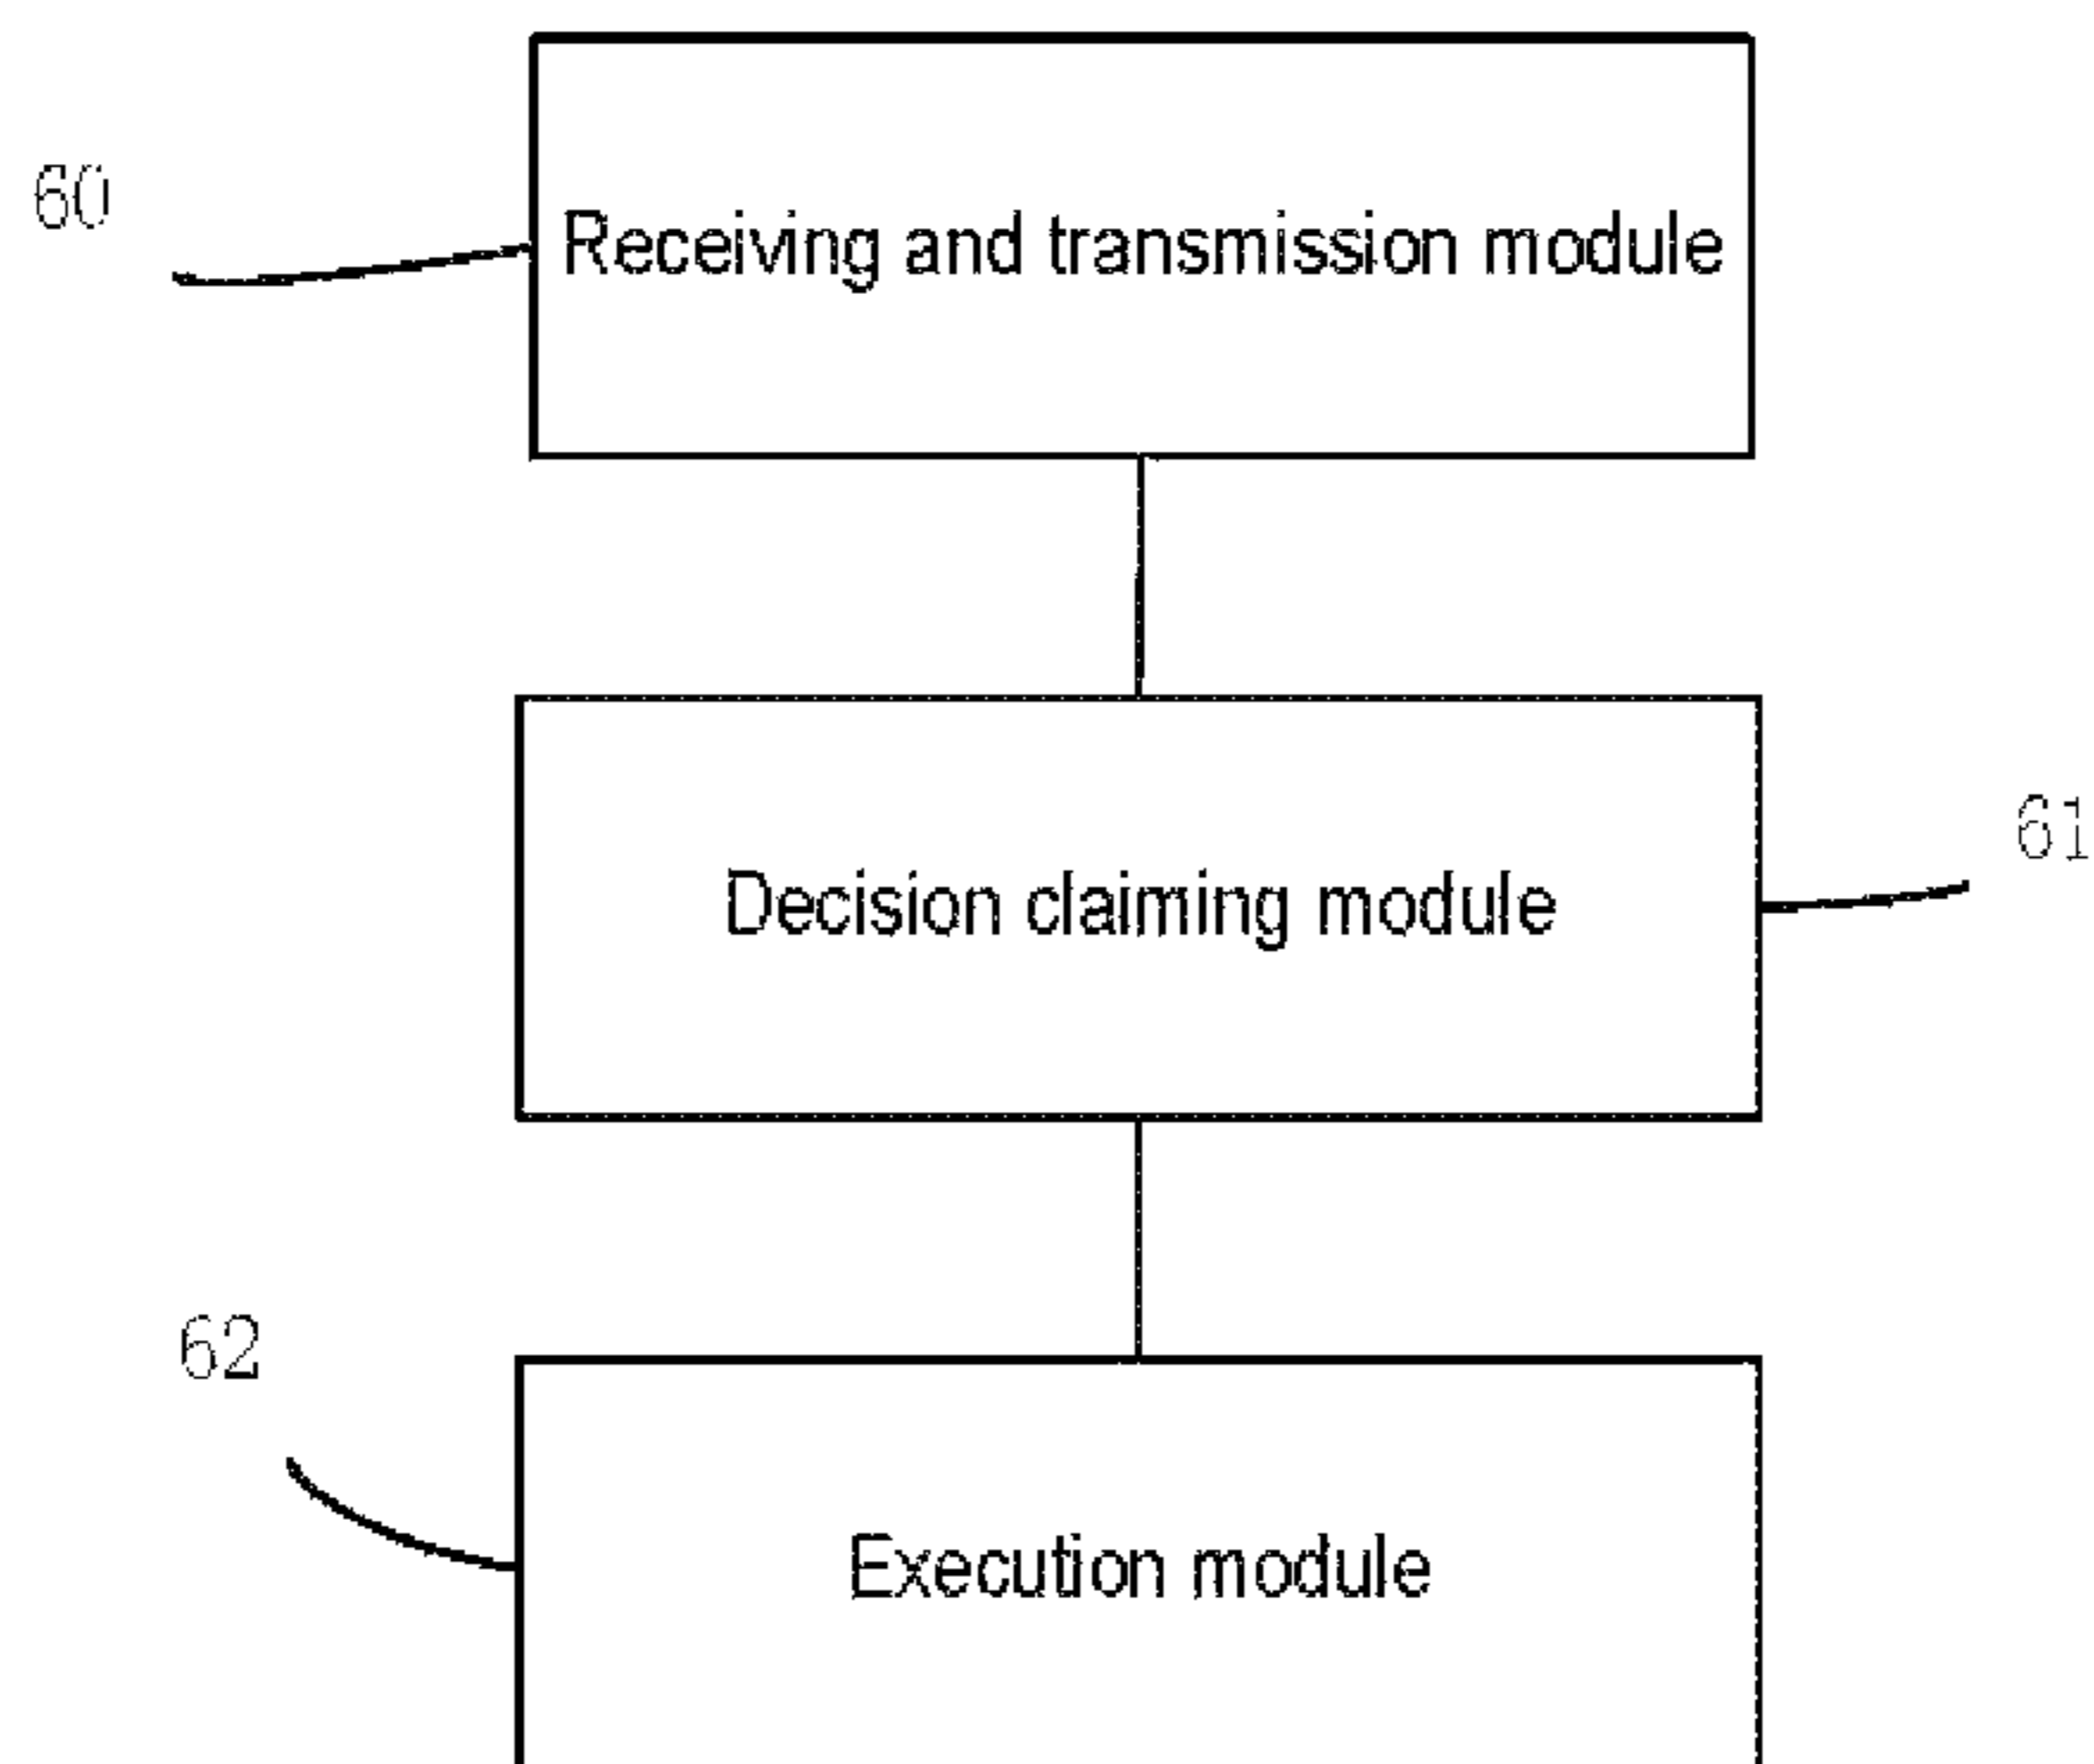 60
Receiving and transmission module
61
Decision claiming module
62
Execution module